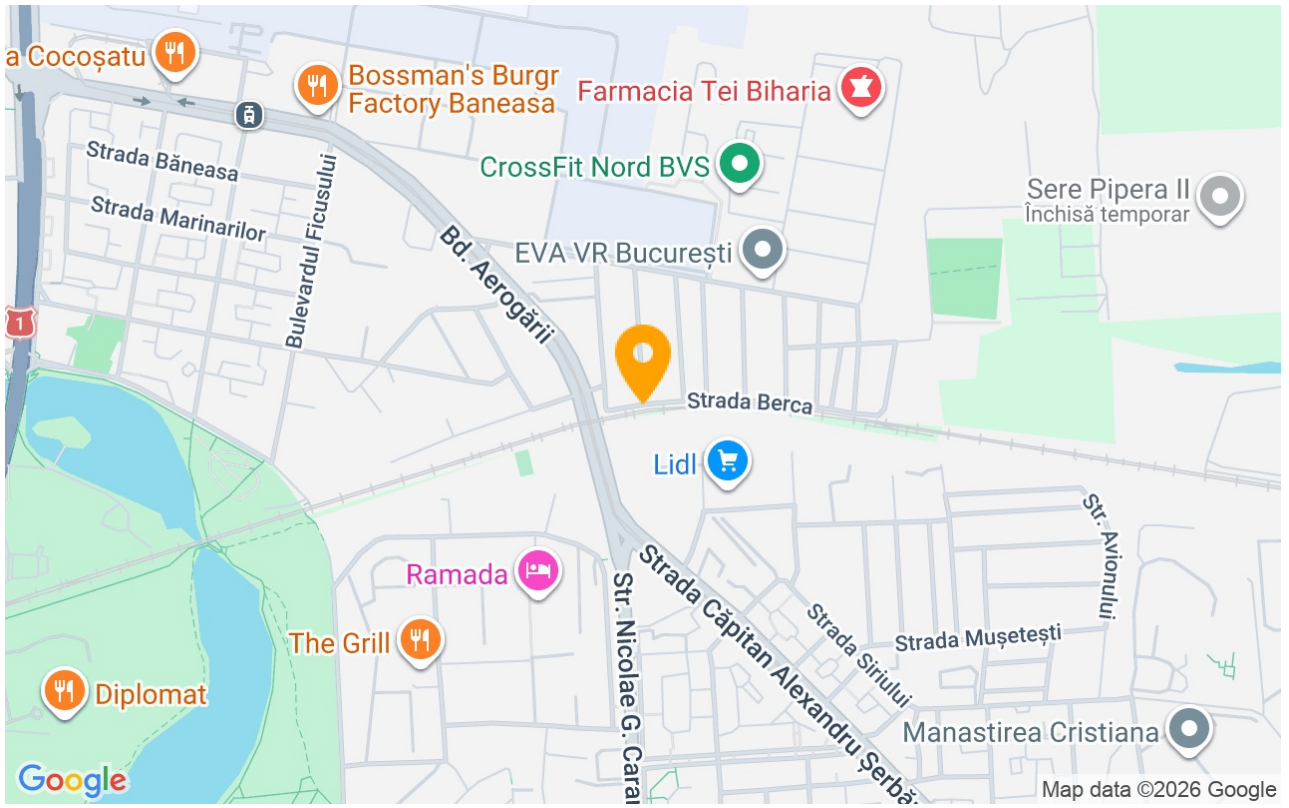 a Cocoșatu
Bossman's Burgr
Factory Baneasa
Farmacia Tei Biharia
Strada Băneasa
CrossFit Nord BVS
Sere Pipera II
Închisă temporar
Strada Marinarilor
Bulevardul Ficusului
Bd. Aerogării
EVA VR București
1
Strada Berca
Lidl
Str. Avionului
Ramada
Strada Căpitan Alexandru Șerbă
Str. Nicolae G. Caram
The Grill
Strada Siriului
Strada Mușetești
Diplomat
Manastirea Cristiana
Google
Map data ©2026 Google